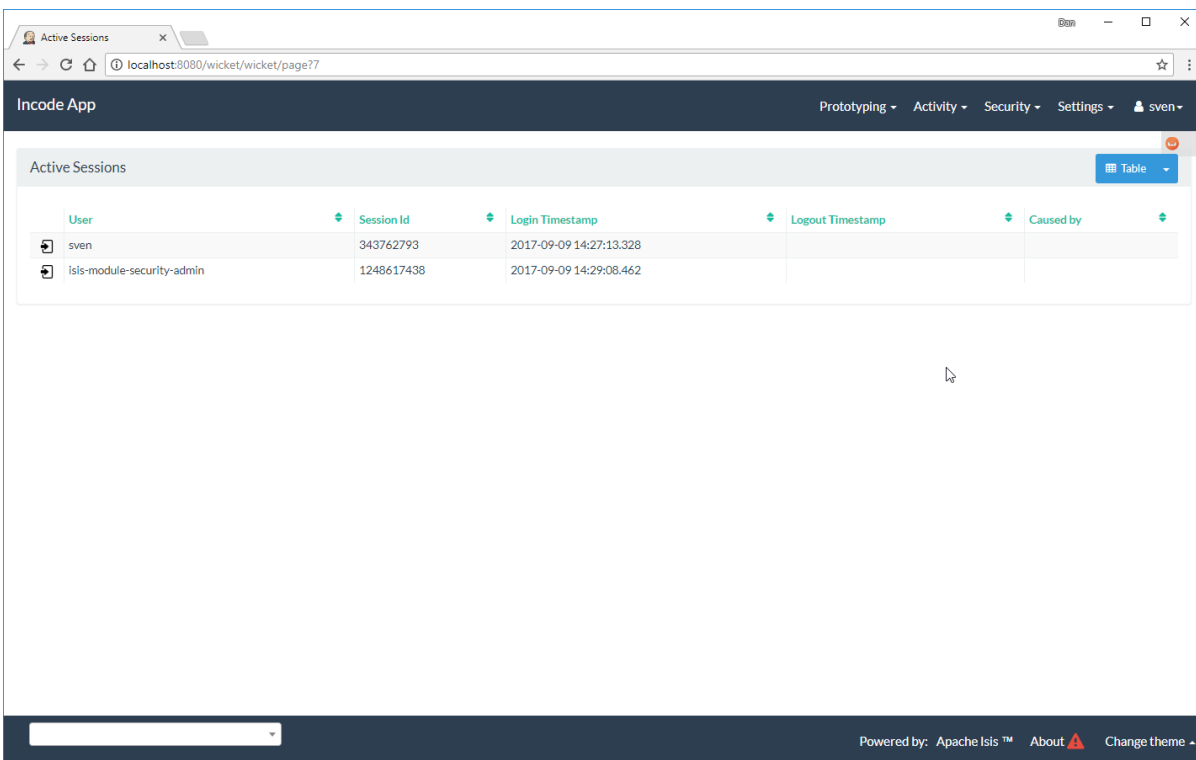 Active Sessions
Dan
localhost:8080/wicket/wicket/page?7
Incode App
Prototyping Activity Security Settings sven
Active Sessions
Table
User Session Id Login Timestamp Logout Timestamp Caused by
sven 343762793 2017-09-09 14:27:13.328
isis-module-security-admin 1248617438 2017-09-09 14:29:08.462
Powered by: Apache Isis ™ About Change theme